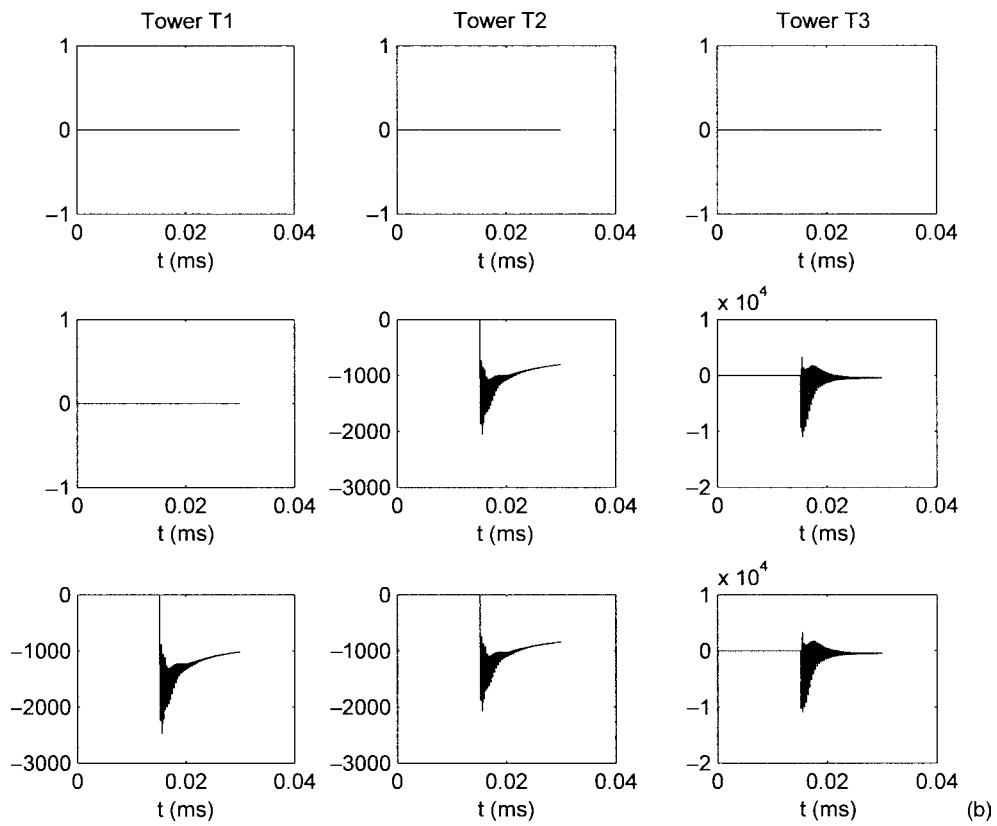 Tower T1 Tower T2 Tower T3
1 1 1
0 0 0
−1 −1 −1
0 0.02 0.04 0 0.02 0.04 0 0.02 0.04
t (ms) t (ms) t (ms)
x 10^4
1 0 1
0 −1000 0
−2000 −1
−1 −3000 −2
0 0.02 0.04 0 0.02 0.04 0 0.02 0.04
t (ms) t (ms) t (ms)
x 10^4
0 0 1
−1000 −1000 0
−2000 −2000 −1
−3000 −3000 −2
0 0.02 0.04 0 0.02 0.04 0 0.02 0.04
t (ms) t (ms) t (ms) (b)